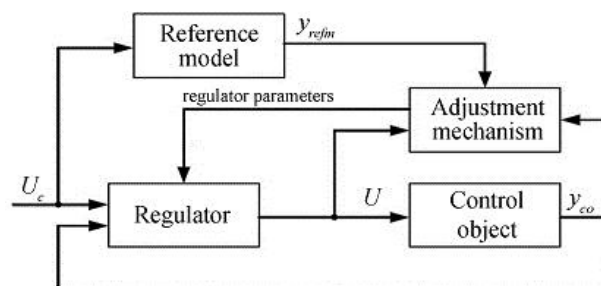 Reference
model
y_refm
regulator parameters
Adjustment
mechanism
U_c
Regulator
U
Control
object
y_co